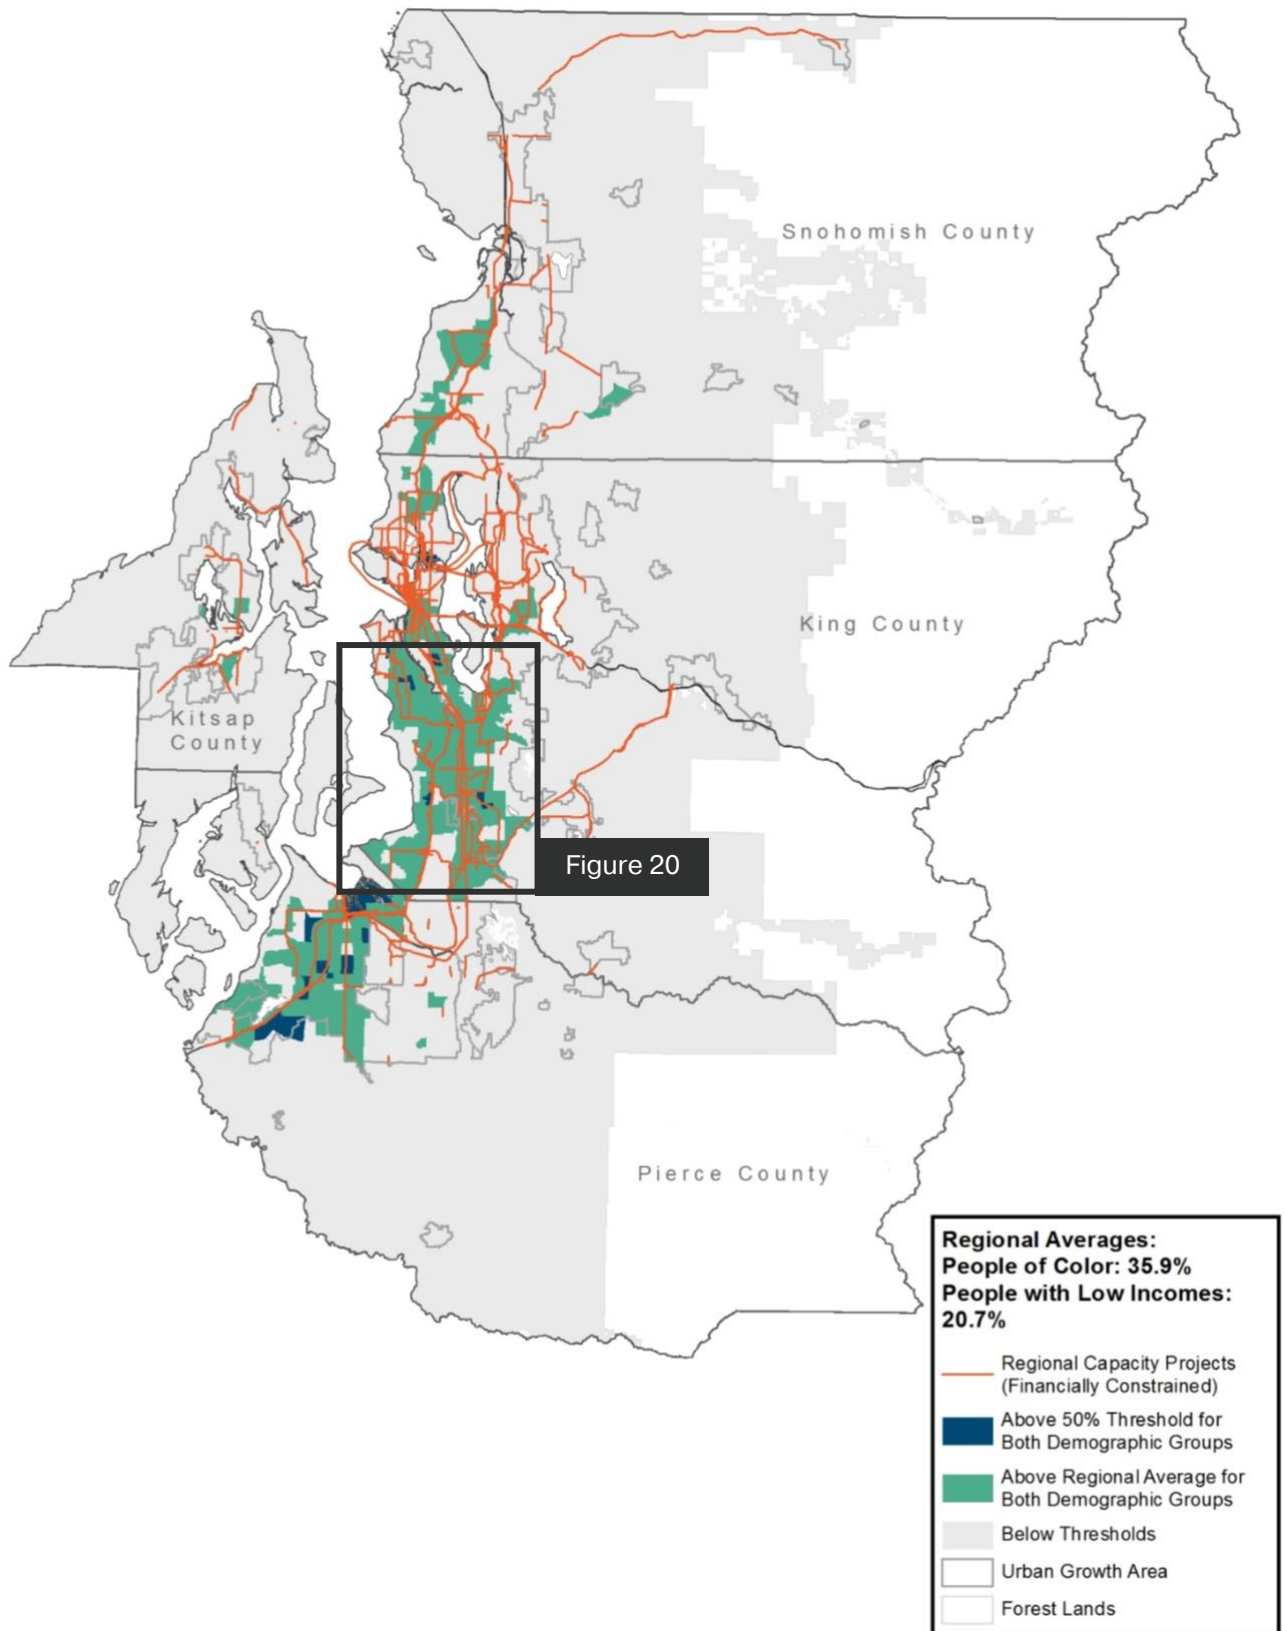 Snohomish County
King County
Kitsap
County
Figure 20
Pierce County
Regional Averages:
People of Color: 35.9%
People with Low Incomes:
20.7%
Regional Capacity Projects
(Financially Constrained)
Above 50% Threshold for
Both Demographic Groups
Above Regional Average for
Both Demographic Groups
Below Thresholds
Urban Growth Area
Forest Lands